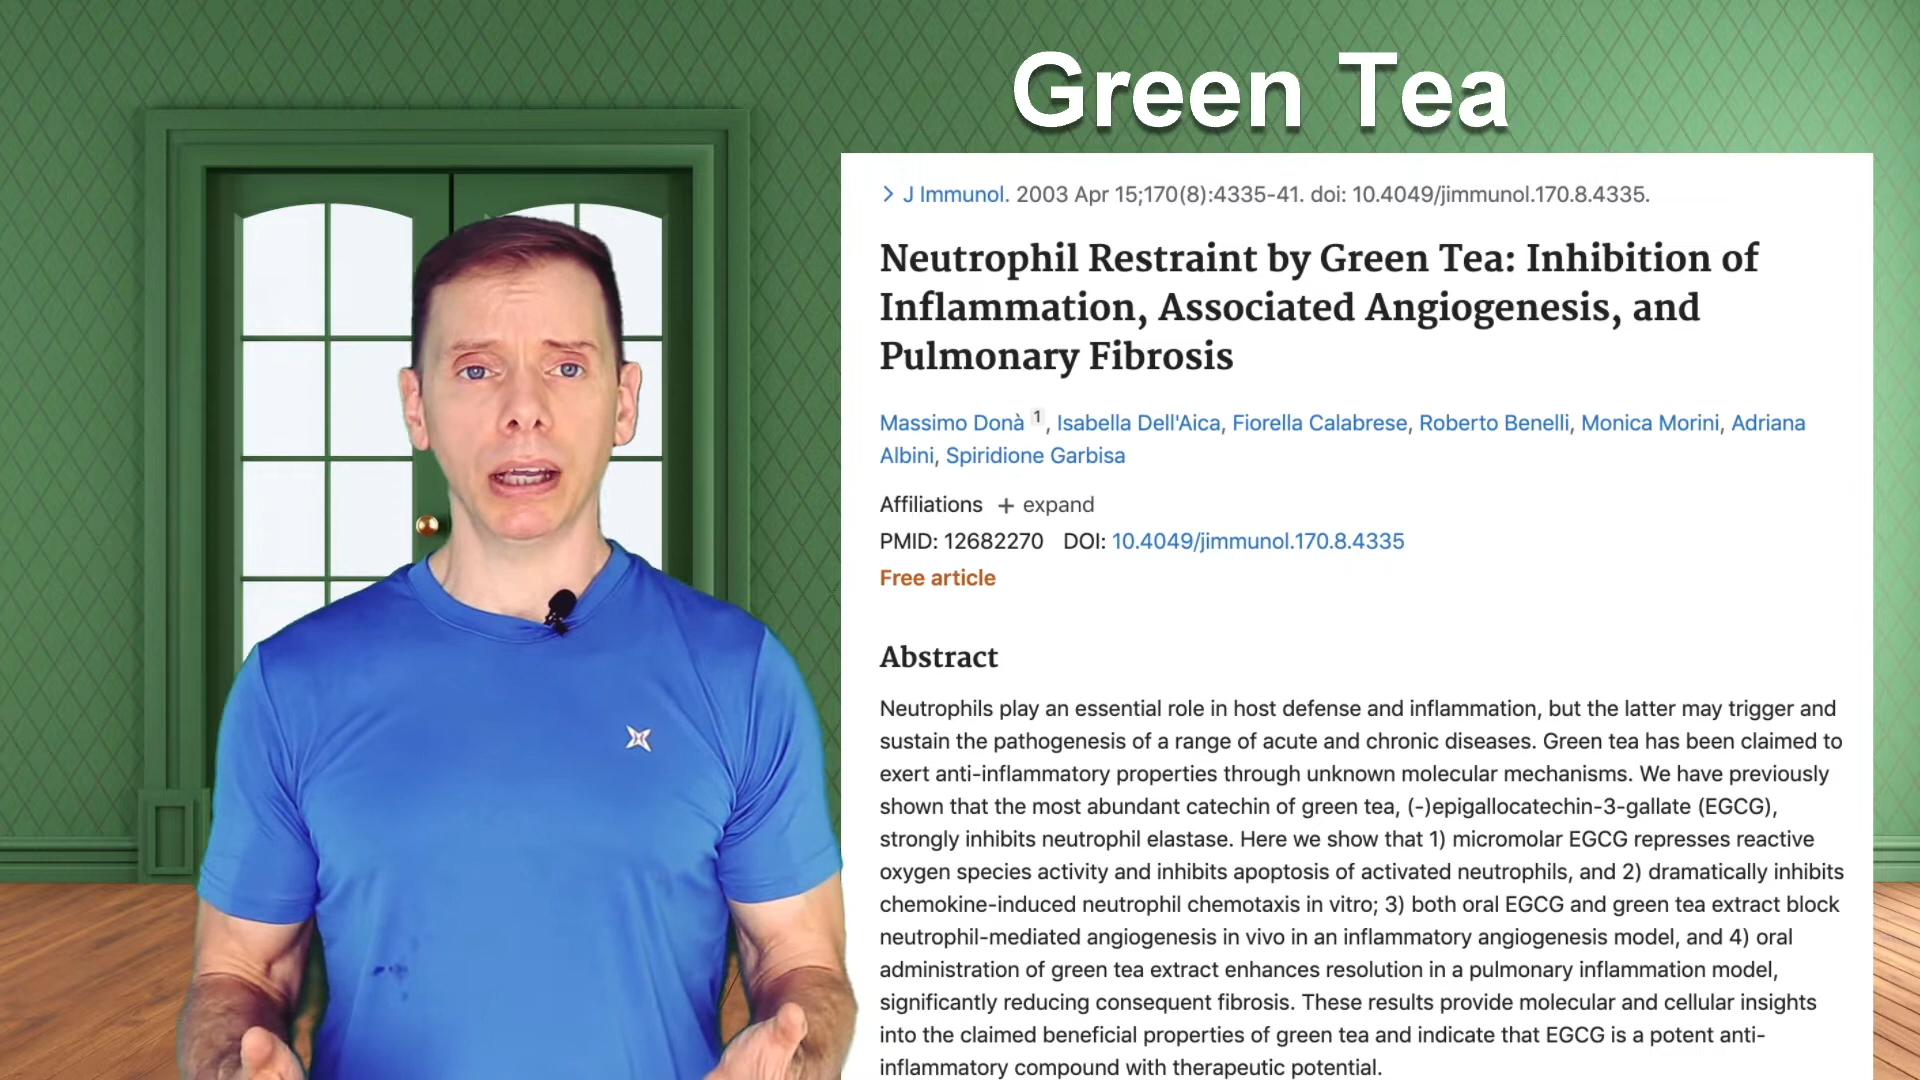 Green Tea
> J Immunol. 2003 Apr 15;170(8):4335-41. doi: 10.4049/jimmunol.170.8.4335.
Neutrophil Restraint by Green Tea: Inhibition of
Inflammation, Associated Angiogenesis, and
Pulmonary Fibrosis
Massimo Donà 1, Isabella Dell'Aica, Fiorella Calabrese, Roberto Benelli, Monica Morini, Adriana
Albini, Spiridione Garbisa
Affiliations + expand
PMID: 12682270 DOI: 10.4049/jimmunol.170.8.4335
Free article
Abstract
Neutrophils play an essential role in host defense and inflammation, but the latter may trigger and
sustain the pathogenesis of a range of acute and chronic diseases. Green tea has been claimed to
exert anti-inflammatory properties through unknown molecular mechanisms. We have previously
shown that the most abundant catechin of green tea, (-)epigallocatechin-3-gallate (EGCG),
strongly inhibits neutrophil elastase. Here we show that 1) micromolar EGCG represses reactive
oxygen species activity and inhibits apoptosis of activated neutrophils, and 2) dramatically inhibits
chemokine-induced neutrophil chemotaxis in vitro; 3) both oral EGCG and green tea extract block
neutrophil-mediated angiogenesis in vivo in an inflammatory angiogenesis model, and 4) oral
administration of green tea extract enhances resolution in a pulmonary inflammation model,
significantly reducing consequent fibrosis. These results provide molecular and cellular insights
into the claimed beneficial properties of green tea and indicate that EGCG is a potent anti-
inflammatory compound with therapeutic potential.